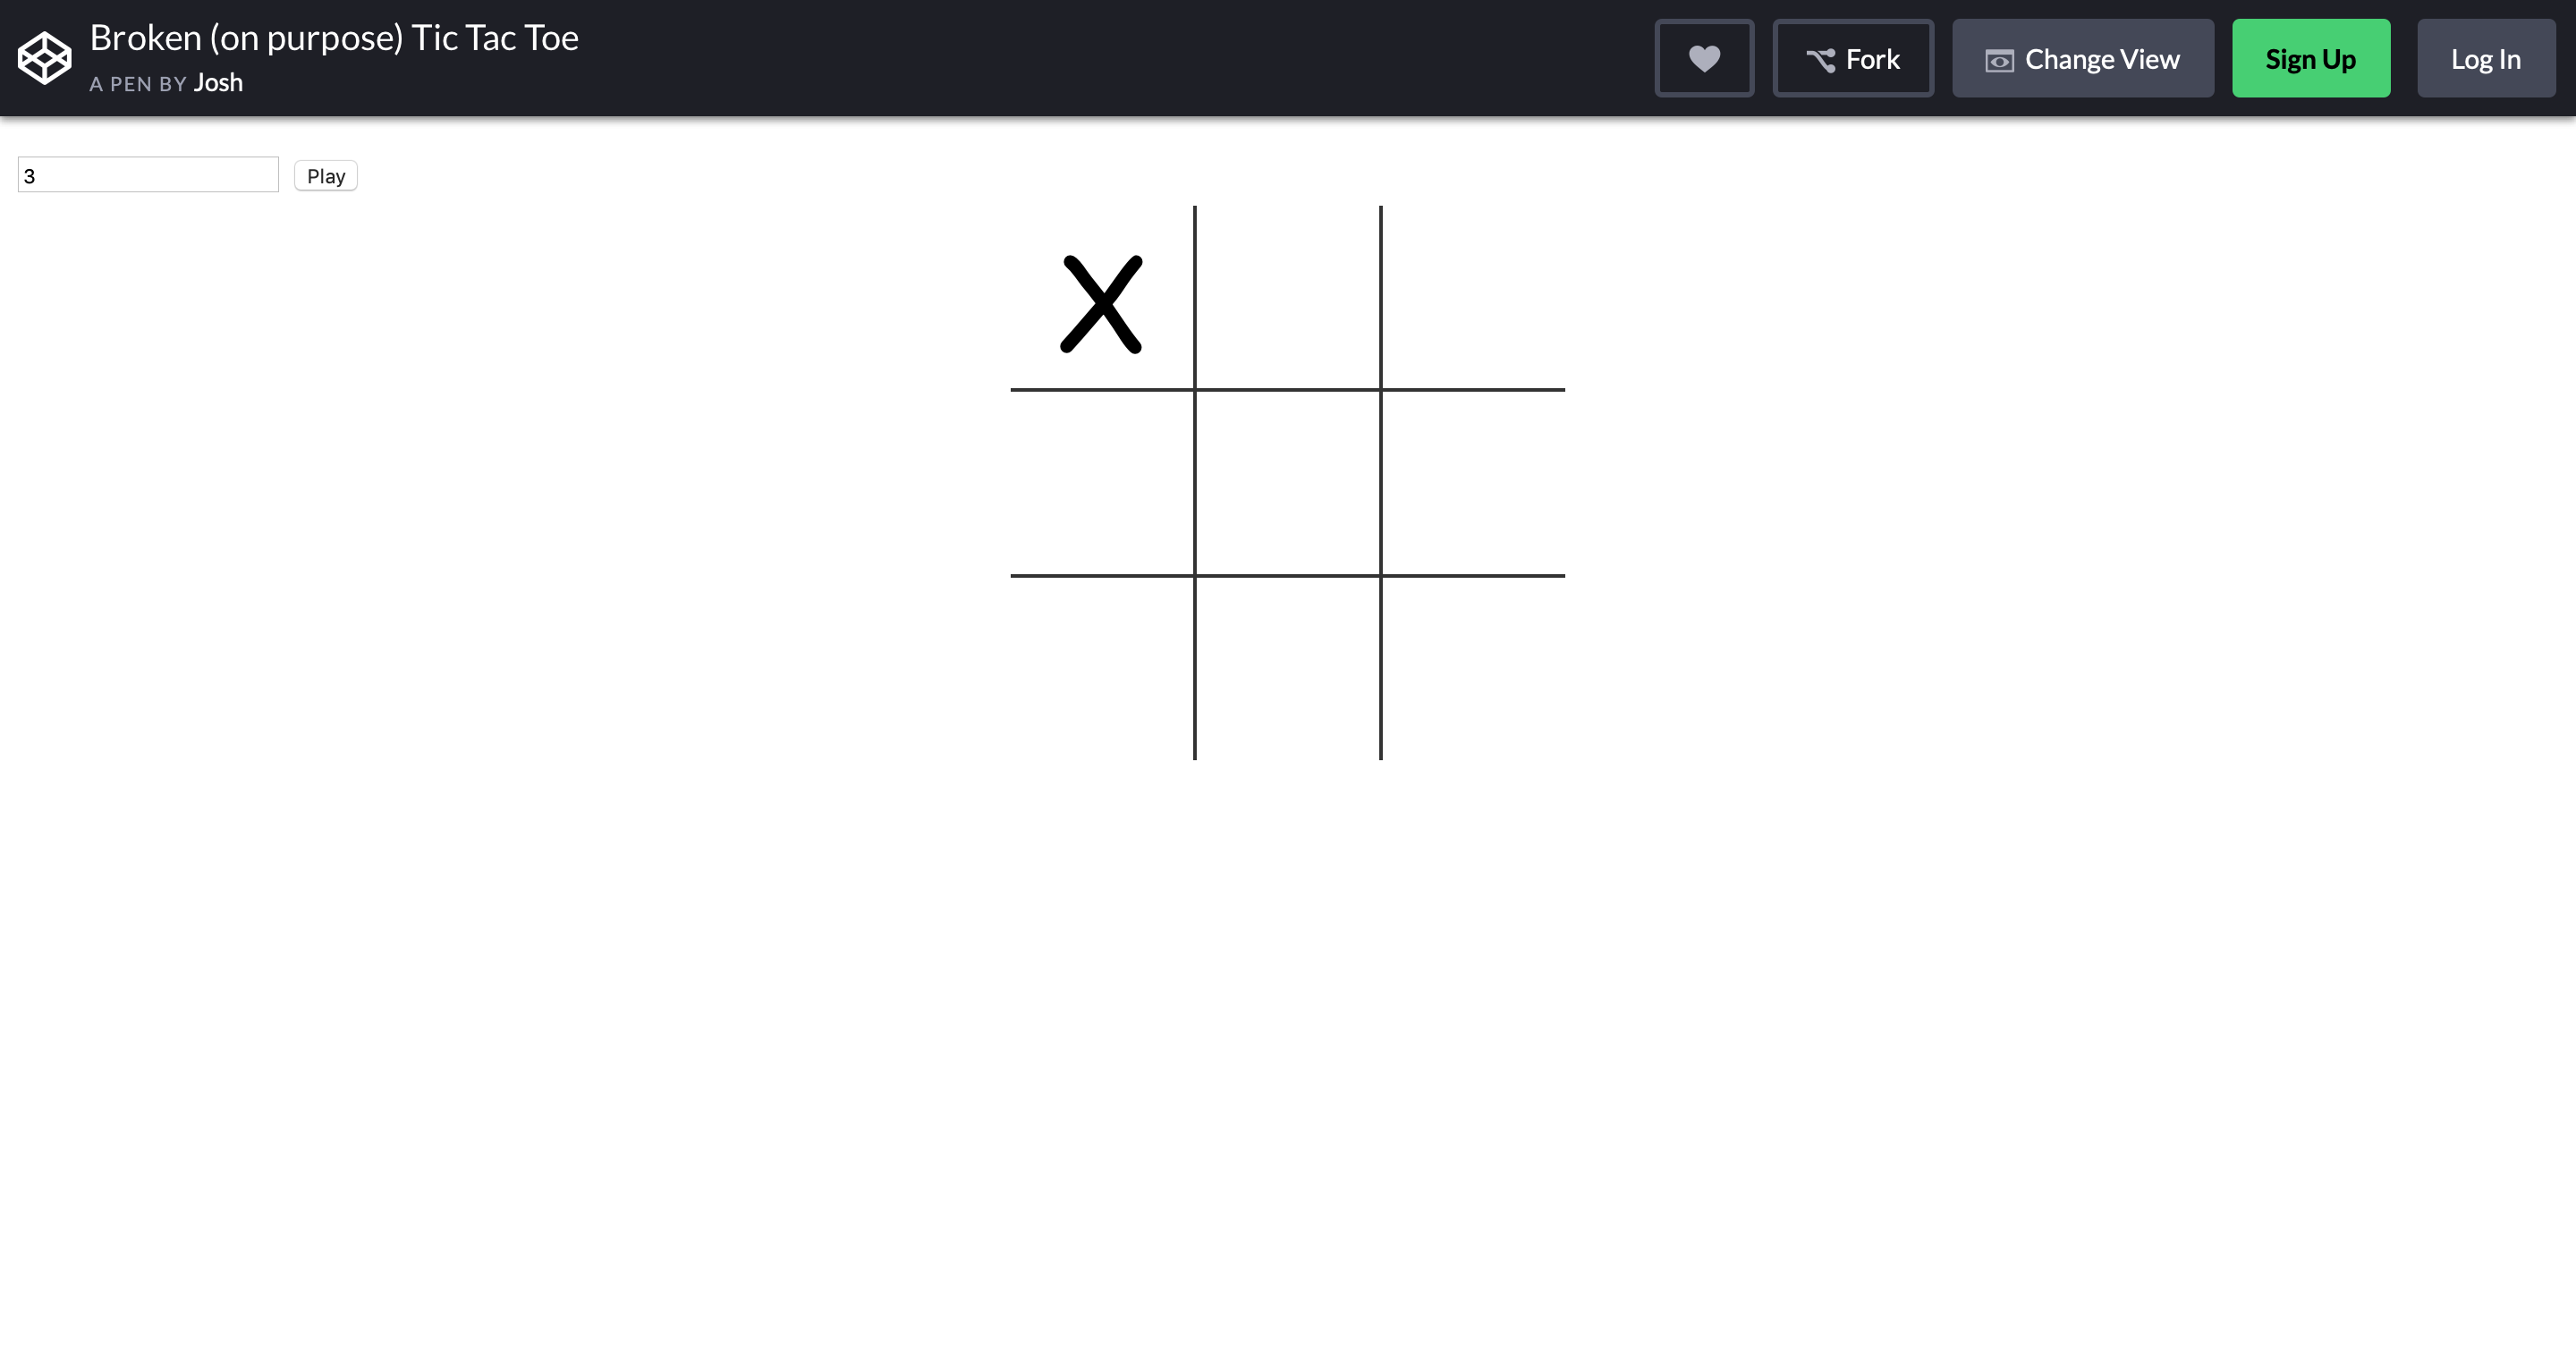 Broken (on purpose) Tic Tac Toe
A PEN BY Josh
Fork
Change View
Sign Up
Log In
3
Play
X